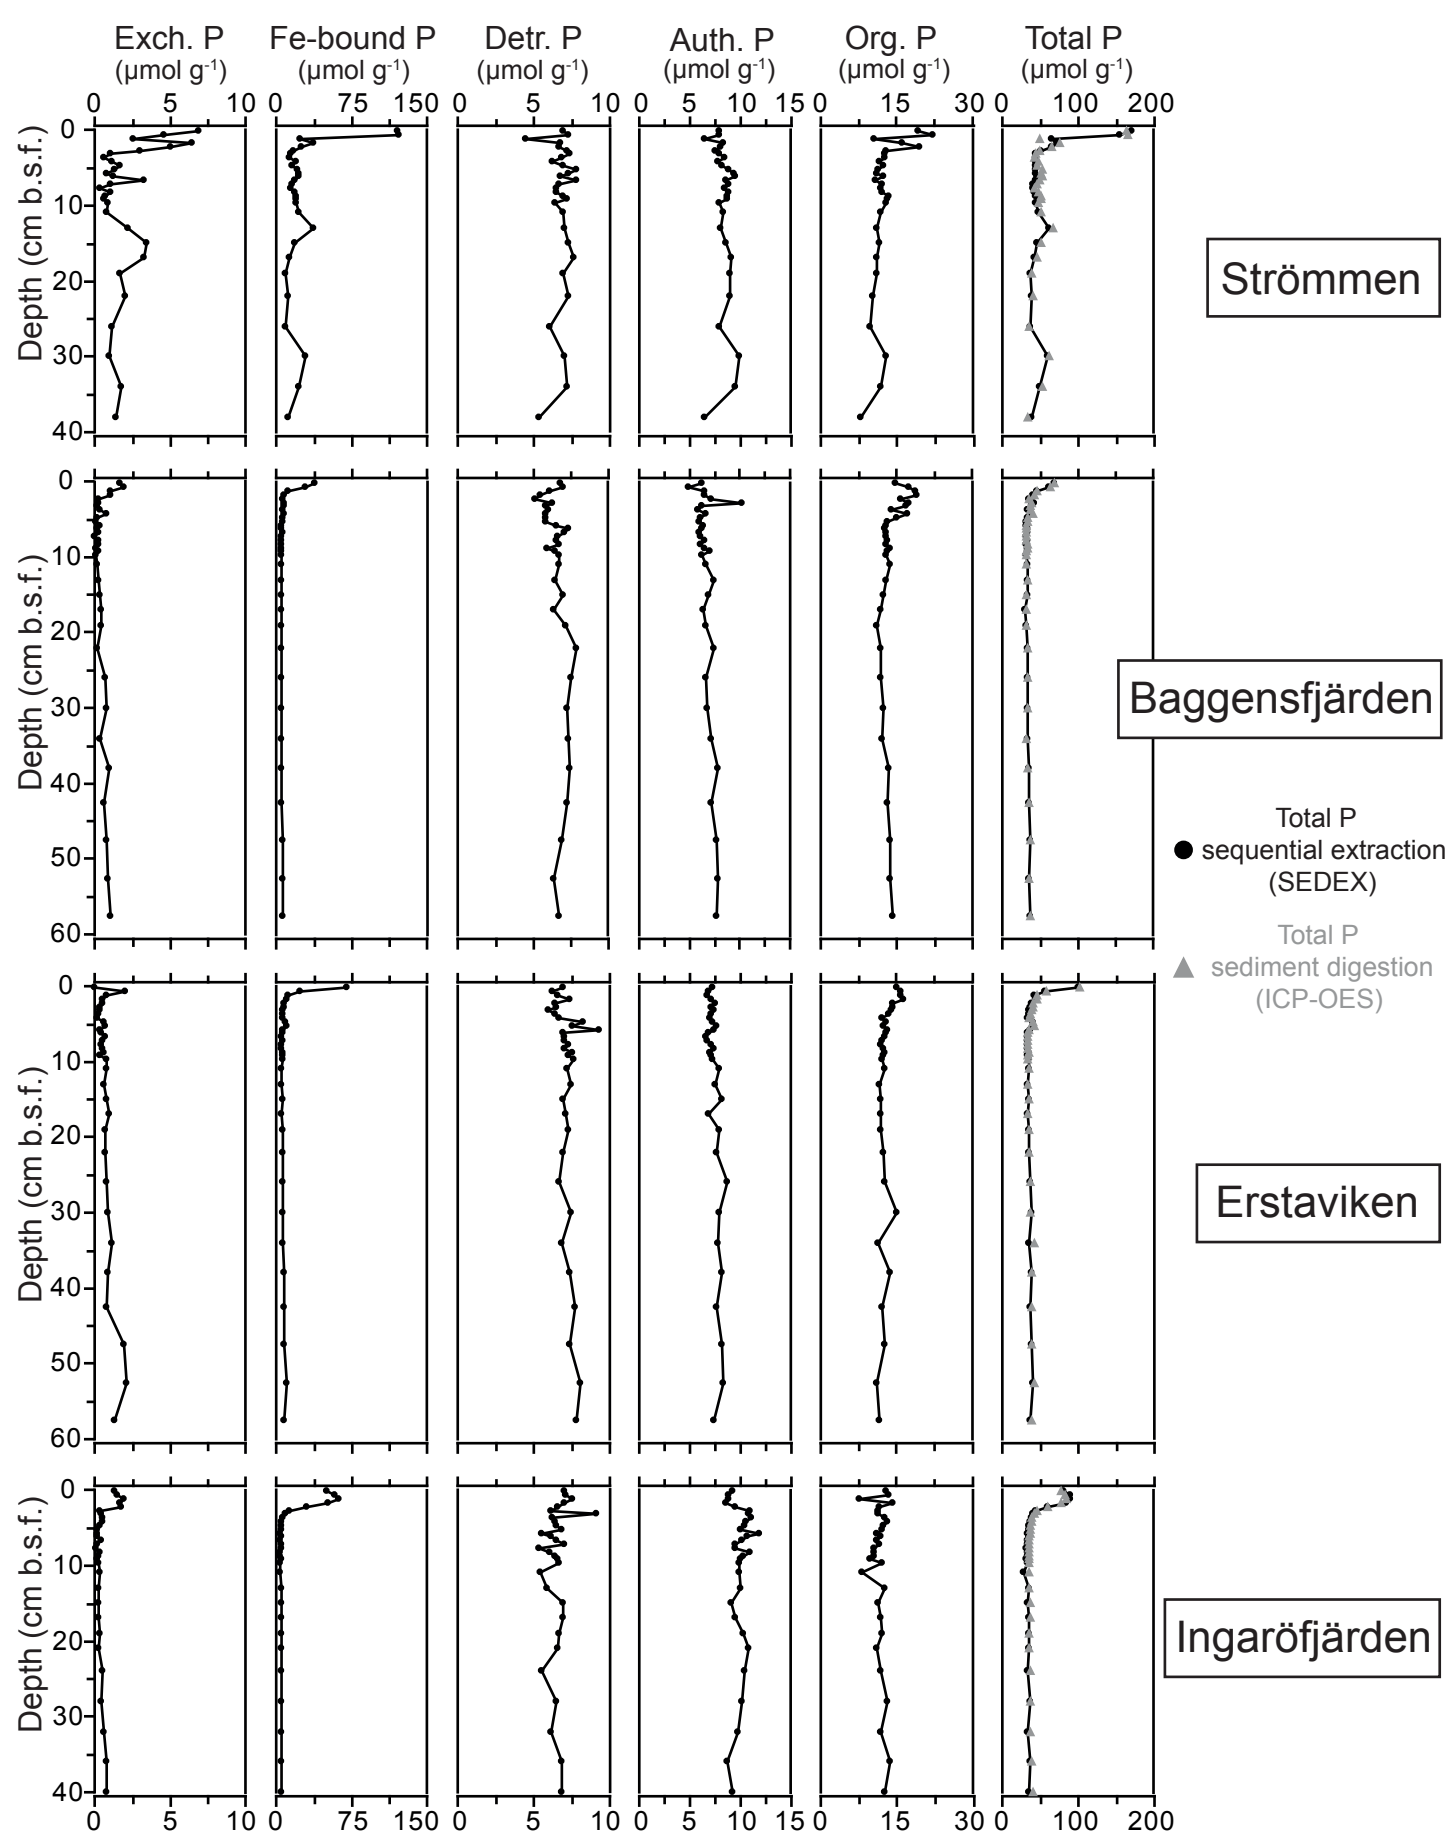 Exch. P Fe-bound P Detr. P Auth. P Org. P Total P
(µmol g-1) (µmol g-1) (µmol g-1) (µmol g-1) (µmol g-1) (µmol g-1)
0 5 10 0 75 150 0 5 10 0 5 10 15 0 15 30 0 100 200
Depth (cm b.s.f.)
0
10
20
30
40
Strömmen
Depth (cm b.s.f.)
0
10
20
30
40
50
60
Baggensfjärden
Total P
sequential extraction
(SEDEX)
Total P
sediment digestion
(ICP-OES)
Depth (cm b.s.f.)
0
10
20
30
40
50
60
Erstaviken
Depth (cm b.s.f.)
0
10
20
30
40
Ingaröfjärden
0 5 10 0 75 150 0 5 10 0 5 10 15 0 15 30 0 100 200